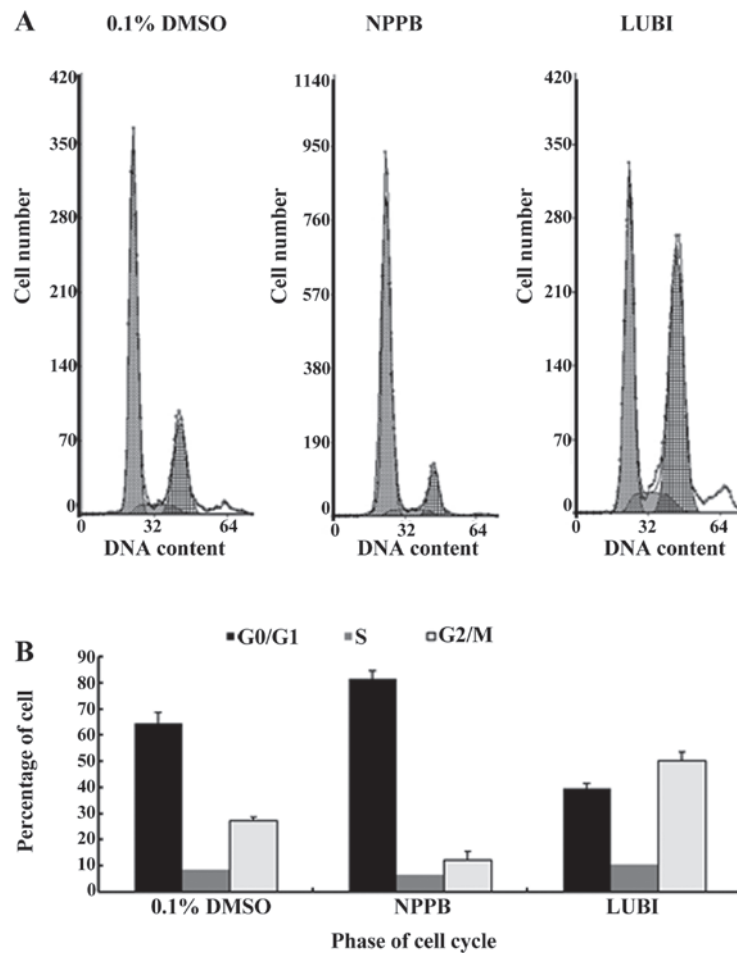 A
0.1% DMSO NPPB LUBI
420
350
280
210
140
70
0
Cell number
0 32 64
DNA content
1140
950
760
570
380
190
0
Cell number
0 32 64
DNA content
420
350
280
210
140
70
0
Cell number
0 32 64
DNA content
B
G0/G1 S G2/M
90
80
70
60
50
40
30
20
10
0
Percentage of cell
0.1% DMSO NPPB LUBI
Phase of cell cycle